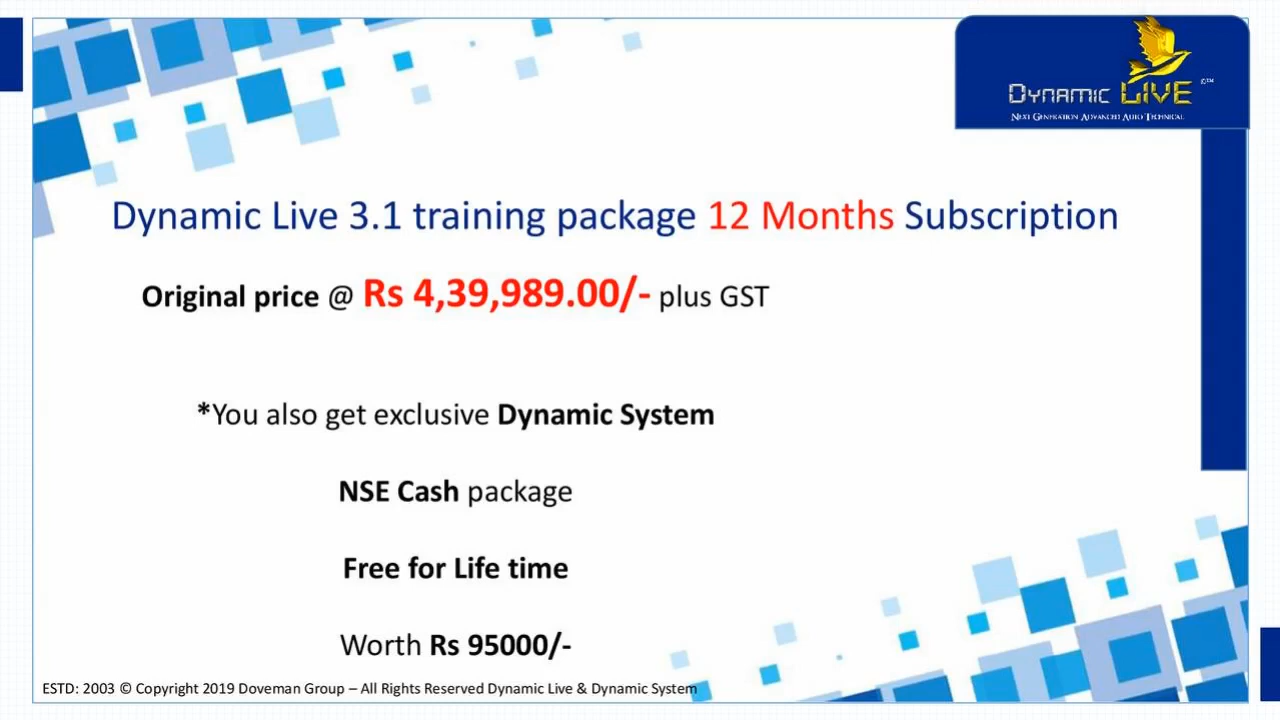 Dynamic LIVE ©™
Next Generation Advanced Auto Technical
Dynamic Live 3.1 training package 12 Months Subscription
Original price @ Rs 4,39,989.00/- plus GST
*You also get exclusive Dynamic System
NSE Cash package
Free for Life time
Worth Rs 95000/-
ESTD: 2003 © Copyright 2019 Doveman Group – All Rights Reserved Dynamic Live & Dynamic System